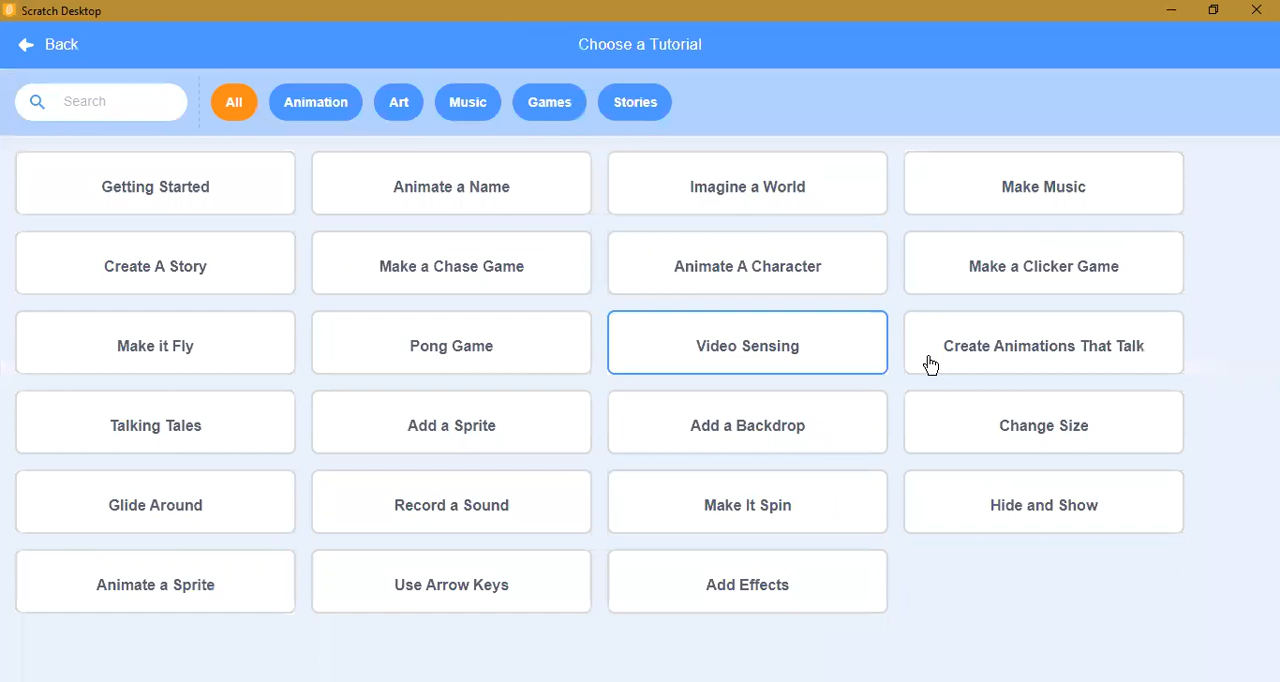 Scratch Desktop
Back
Choose a Tutorial
Search
All
Animation
Art
Music
Games
Stories
Getting Started
Animate a Name
Imagine a World
Make Music
Create A Story
Make a Chase Game
Animate A Character
Make a Clicker Game
Make it Fly
Pong Game
Video Sensing
Create Animations That Talk
Talking Tales
Add a Sprite
Add a Backdrop
Change Size
Glide Around
Record a Sound
Make It Spin
Hide and Show
Animate a Sprite
Use Arrow Keys
Add Effects